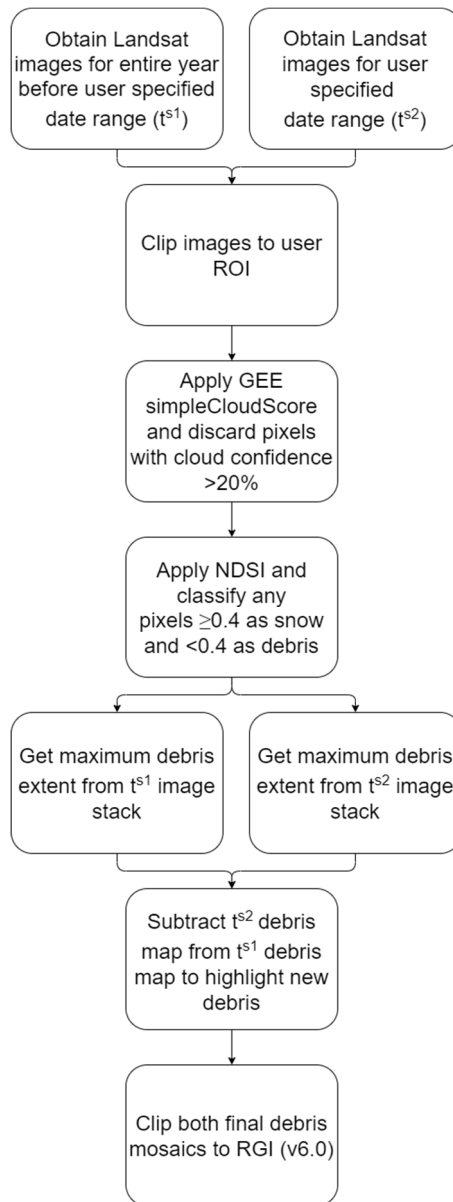 Obtain Landsat
images for entire year
before user specified
date range (t^s1)
Obtain Landsat
images for user
specified
date range (t^s2)
Clip images to user
ROI
Apply GEE
simpleCloudScore
and discard pixels
with cloud confidence
>20%
Apply NDSI and
classify any
pixels ≥0.4 as snow
and <0.4 as debris
Get maximum debris
extent from t^s1 image
stack
Get maximum debris
extent from t^s2 image
stack
Subtract t^s2 debris
map from t^s1 debris
map to highlight new
debris
Clip both final debris
mosaics to RGI (v6.0)